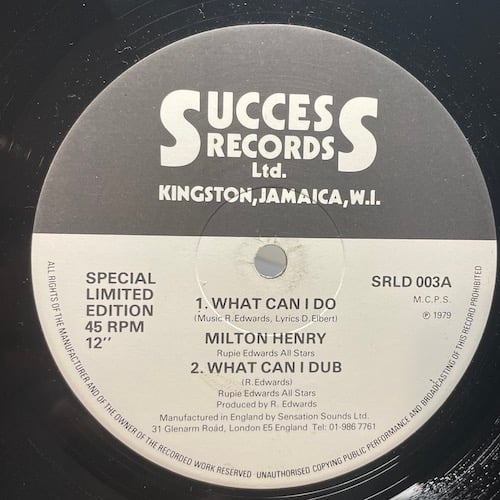 SUCCESS
RECORDS
Ltd.
KINGSTON, JAMAICA, W.I.
SPECIAL
LIMITED
EDITION
45 RPM
12"
SRLD 003A
M.C.P.S.
℗ 1979
1. WHAT CAN I DO
(Music R.Edwards, Lyrics D.Elbert)
MILTON HENRY
Rupie Edwards All Stars
2. WHAT CAN I DUB
(R.Edwards)
Rupie Edwards All Stars
Produced by R. Edwards
Manufactured in England by Sensation Sounds Ltd.
31 Glenarm Road, London E5 England Tel: 01-986 7761
ALL RIGHTS OF THE MANUFACTURER AND OF THE OWNER OF THE RECORDED WORK RESERVED · UNAUTHORISED COPYING PUBLIC PERFORMANCE AND BROADCASTING OF THIS RECORD PROHIBITED